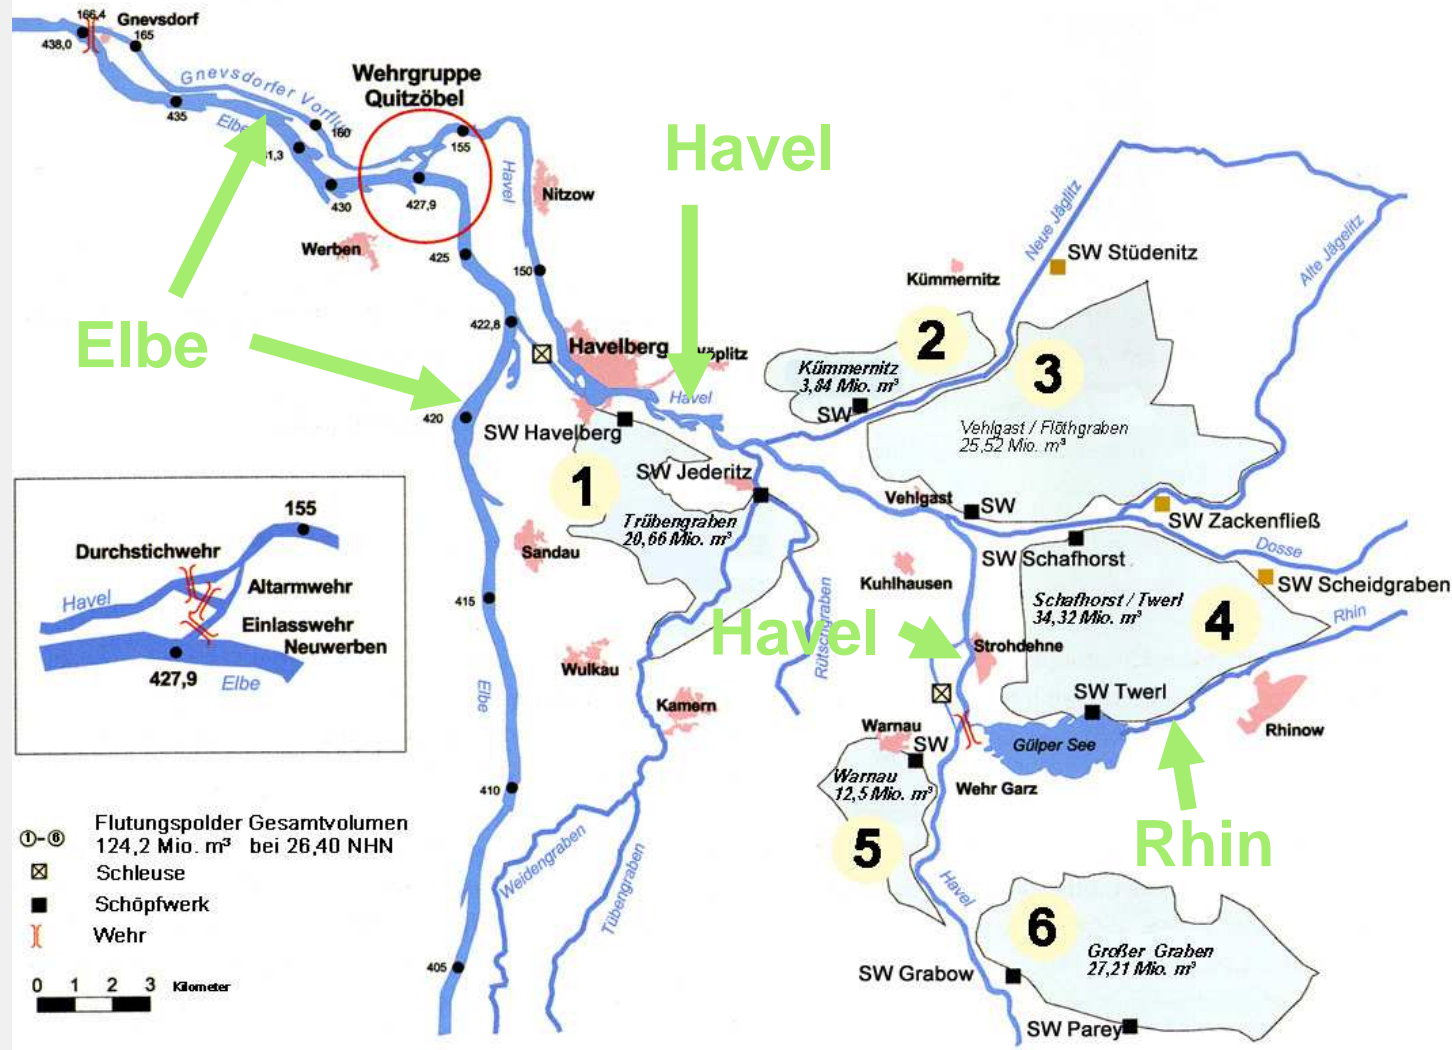 166,4
Gnevsdorf
438,0
165
Gnevsdorfer Vorflu
435
Elbe
160
31,3
Wehrgruppe
Quitzöbel
155
Havel
430
427,9
Nitzow
Werben
425
150
422,8
Havelberg
Havel
Elbe
Havel
420
SW Havelberg
SW Jederitz
1
Trübengraben
20,66 Mio. m³
Sandau
415
Elbe
Wulkau
Kamern
Rütschgraben
410
Weidengraben
Tübengraben
405
Neue Jäglitz
Alte Jägelitz
SW Stüdenitz
Kümmernitz
2
Kümmernitz
3,84 Mio. m³
SW
3
Vehlgast / Flöthgraben
25,52 Mio. m³
Vehlgast
SW
SW Zackenfließ
SW Schafhorst
Dosse
SW Scheidgraben
Kuhlhausen
Schafhorst / Twerl
34,32 Mio. m³
4
Rhin
Havel
Strohdehne
SW Twerl
Rhinow
Warnau
SW
Gülper See
Warnau
12,5 Mio. m³
Wehr Garz
5
Rhin
Havel
6
Großer Graben
27,21 Mio. m³
SW Grabow
SW Parey
155
Durchstichwehr
Altarmwehr
Havel
Einlasswehr
Neuwerben
427,9
Elbe
①-⑥ Flutungspolder Gesamtvolumen
124,2 Mio. m³ bei 26,40 NHN
Schleuse
Schöpfwerk
Wehr
0 1 2 3 Kilometer